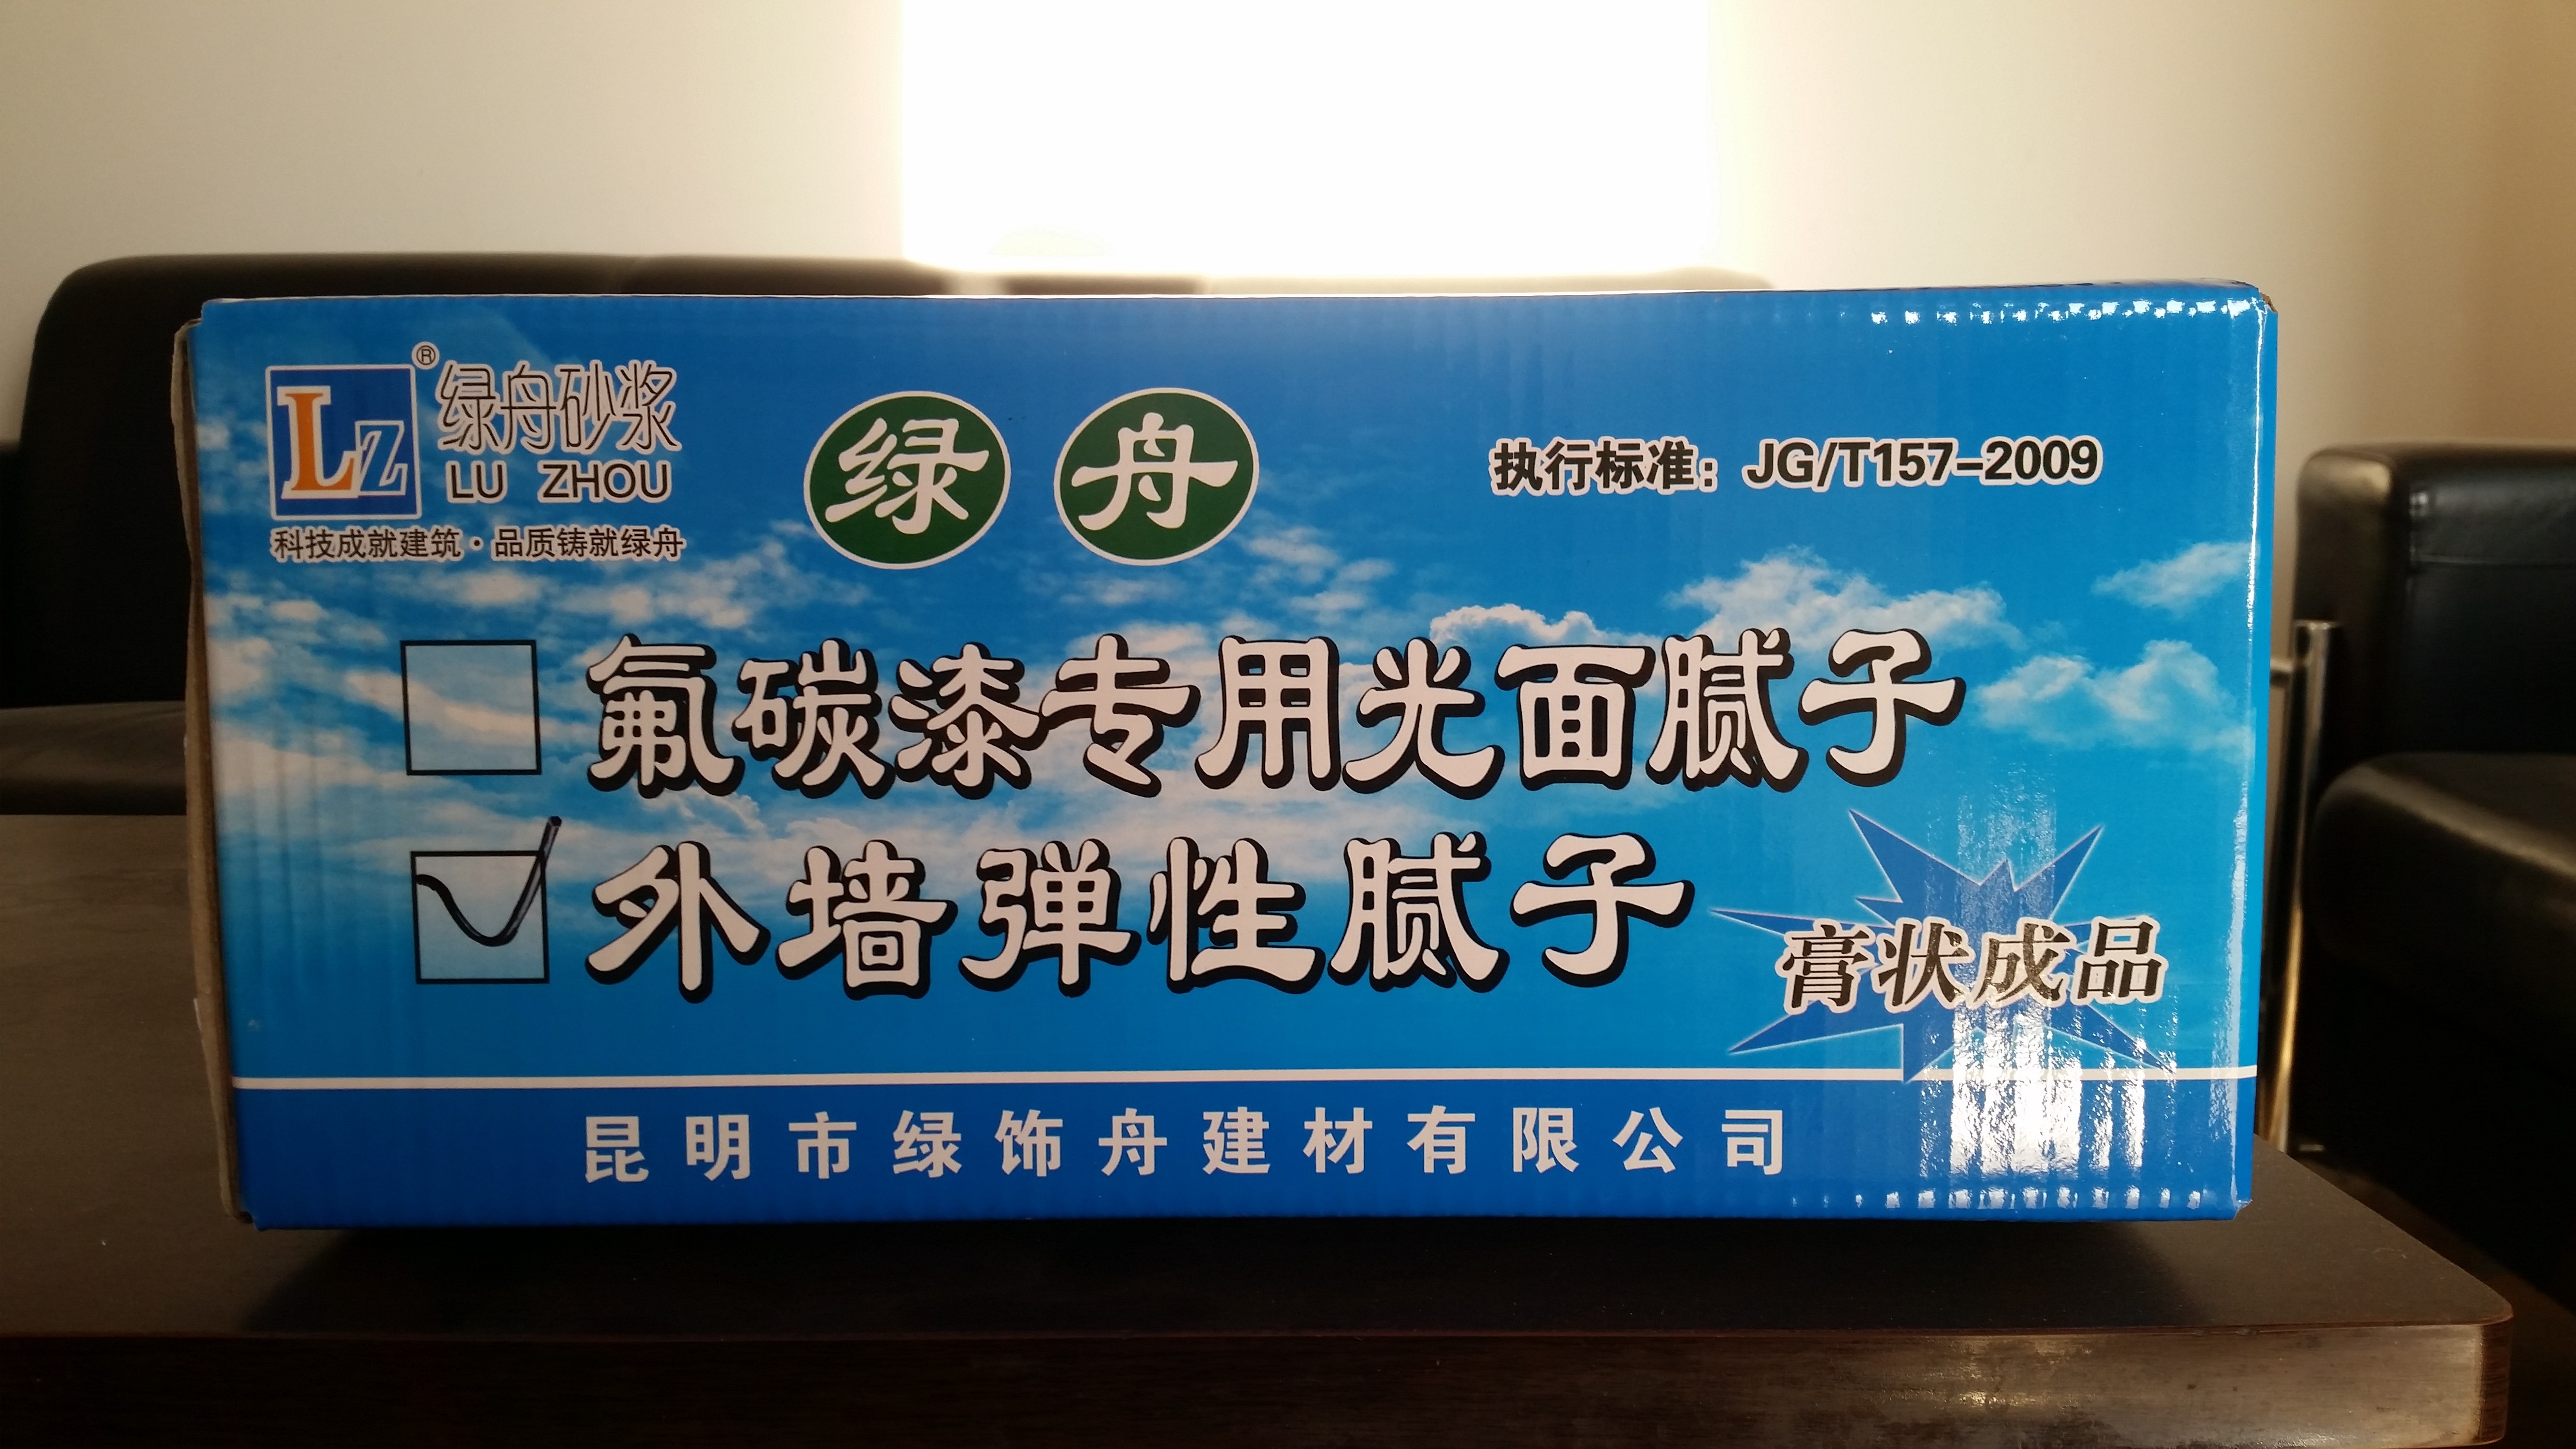 LZ®
绿舟砂浆
LU ZHOU
科技成就建筑·品质铸就绿舟
绿舟
执行标准：JG/T157-2009
氟碳漆专用光面腻子
外墙弹性腻子
膏状成品
昆明市绿饰舟建材有限公司